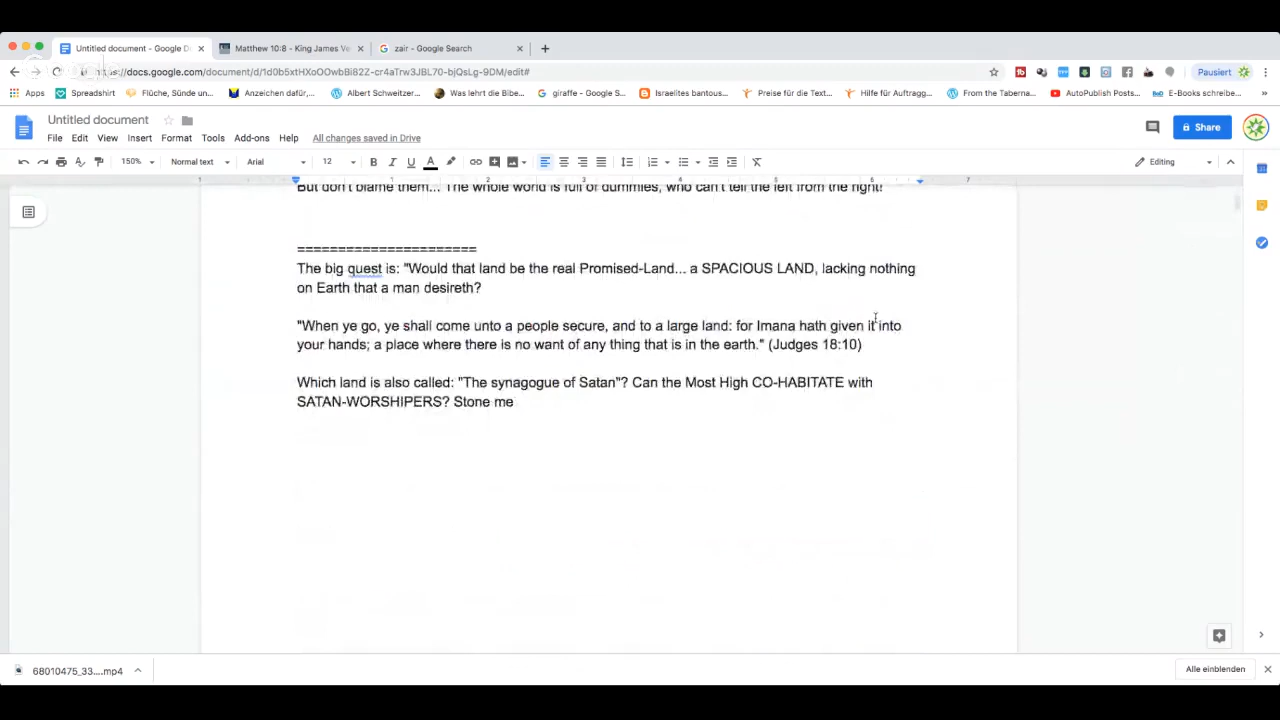 Untitled document - Google D
Matthew 10:8 - King James Ve
zair - Google Search
https://docs.google.com/document/d/1d0b5xtHXoOOwbBi82Z-cr4aTrw3JBL70-bjQsLg-9DM/edit#
Pausiert
Apps
Spreadshirt
Flüche, Sünde un...
Anzeichen dafür,...
Albert Schweitzer...
Was lehrt die Bibe...
giraffe - Google S...
Israelites bantous...
Preise für die Text...
Hilfe für Auftragg...
From the Taberna...
AutoPublish Posts...
E-Books schreibe...
Untitled document
File Edit View Insert Format Tools Add-ons Help All changes saved in Drive
Share
150% Normal text Arial 12 Editing
1 1 2 3 4 5 6 7
But don't blame them... The whole world is full of dummies, who can't tell the left from the right!
======================
The big quest is: "Would that land be the real Promised-Land... a SPACIOUS LAND, lacking nothing
on Earth that a man desireth?
"When ye go, ye shall come unto a people secure, and to a large land: for Imana hath given it into
your hands; a place where there is no want of any thing that is in the earth." (Judges 18:10)
Which land is also called: "The synagogue of Satan"? Can the Most High CO-HABITATE with
SATAN-WORSHIPERS? Stone me
68010475_33....mp4
Alle einblenden